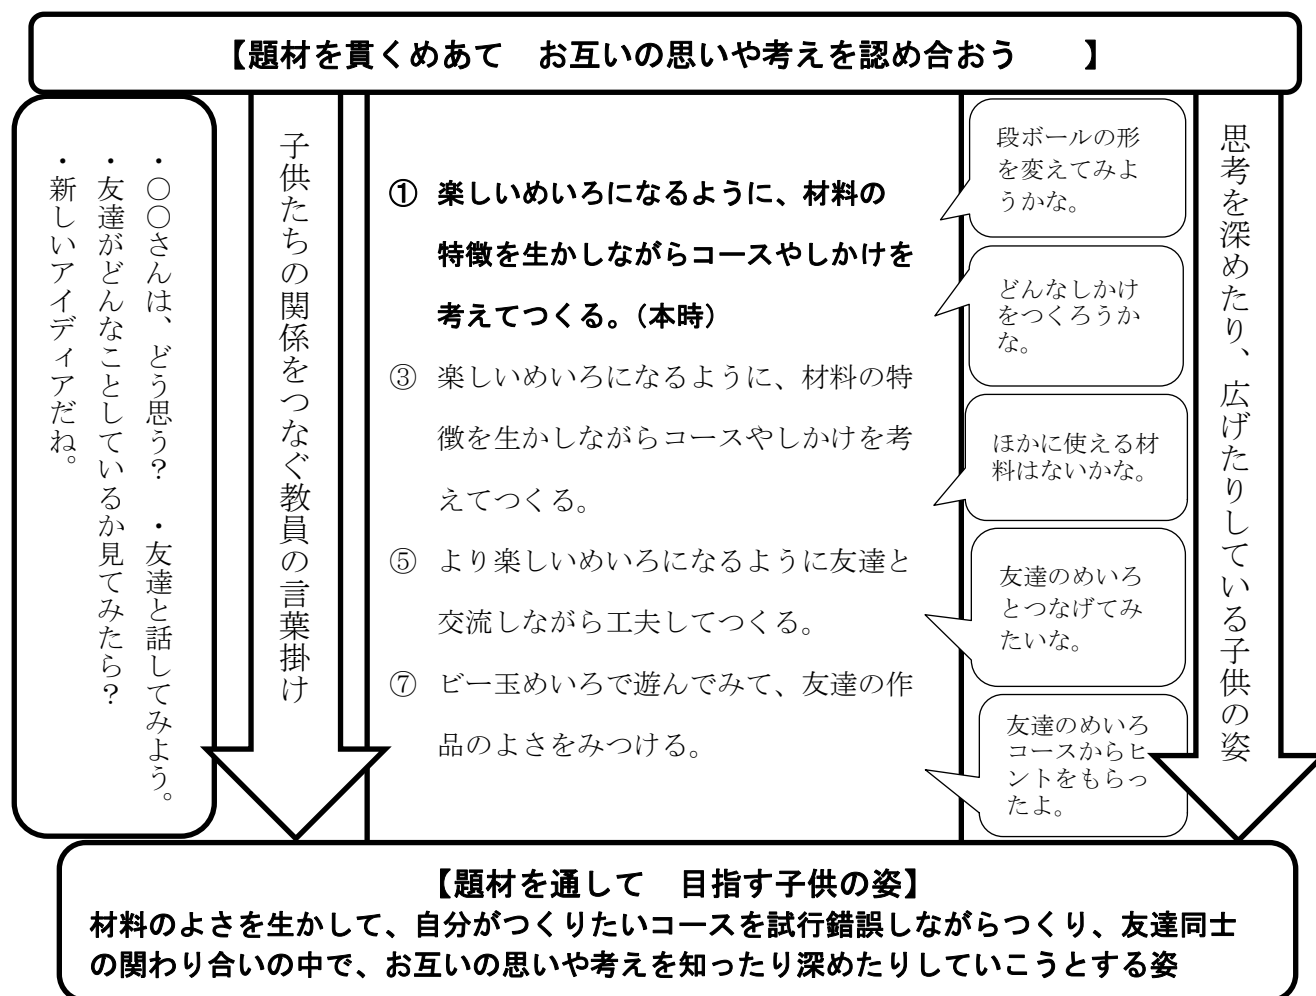 【題材を貫くめあて　お互いの思いや考えを認め合おう　　】
・○○さんは、どう思う？　・友達と話してみよう。
・友達がどんなことしているか見てみたら？
・新しいアイディアだね。
子供たちの関係をつなぐ教員の言葉掛け
①　楽しいめいろになるように、材料の
特徴を生かしながらコースやしかけを
考えてつくる。（本時）
③　楽しいめいろになるように、材料の特
徴を生かしながらコースやしかけを考
えてつくる。
⑤　より楽しいめいろになるように友達と
交流しながら工夫してつくる。
⑦　ビー玉めいろで遊んでみて、友達の作
品のよさをみつける。
段ボールの形
を変えてみよ
うかな。
どんなしかけ
をつくろうか
な。
ほかに使える材
料はないかな。
友達のめいろ
とつなげてみ
たいな。
友達のめいろ
コースからヒ
ントをもらっ
たよ。
思考を深めたり、広げたりしている子供の姿
【題材を通して　目指す子供の姿】
材料のよさを生かして、自分がつくりたいコースを試行錯誤しながらつくり、友達同士
の関わり合いの中で、お互いの思いや考えを知ったり深めたりしていこうとする姿